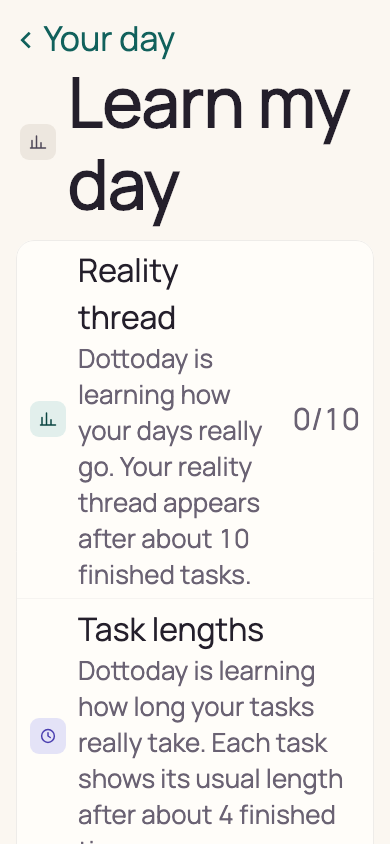 Your day
Learn my
day
Reality
thread
Dottoday is
learning how
your days really
go. Your reality
thread appears
after about 10
finished tasks.
0/10
Task lengths
Dottoday is learning
how long your tasks
really take. Each task
shows its usual length
after about 4 finished